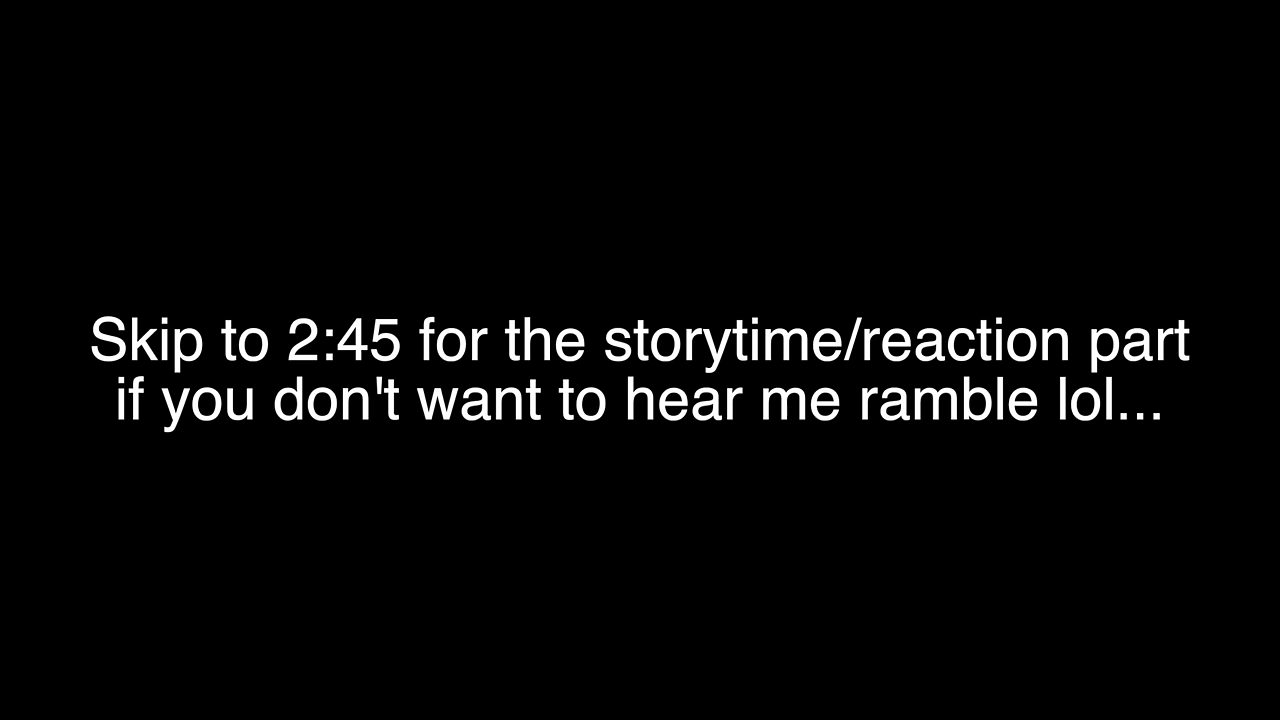 Skip to 2:45 for the storytime/reaction part
if you don't want to hear me ramble lol...